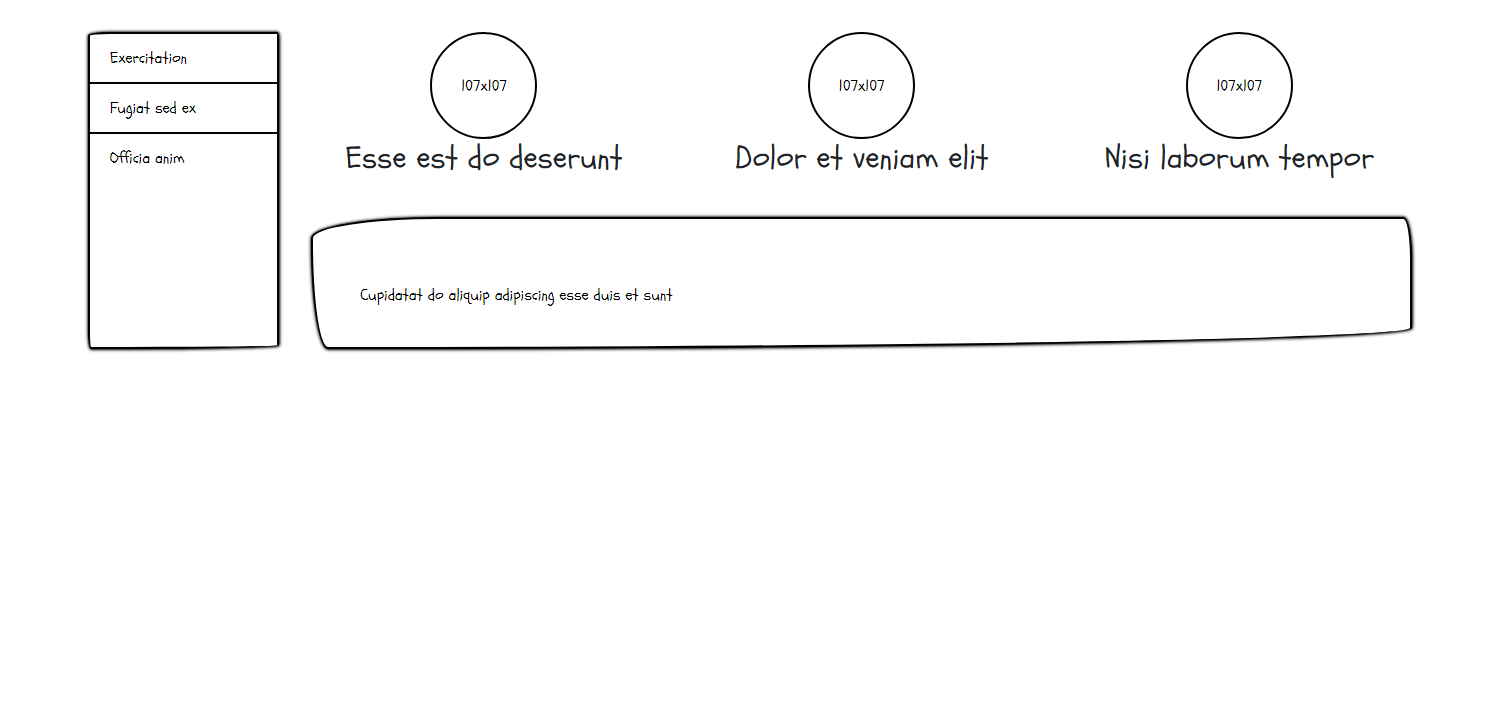 Exercitation
Fugiat sed ex
Officia anim
107x107
Esse est do deserunt
107x107
Dolor et veniam elit
107x107
Nisi laborum tempor
Cupidatat do aliquip adipiscing esse duis et sunt